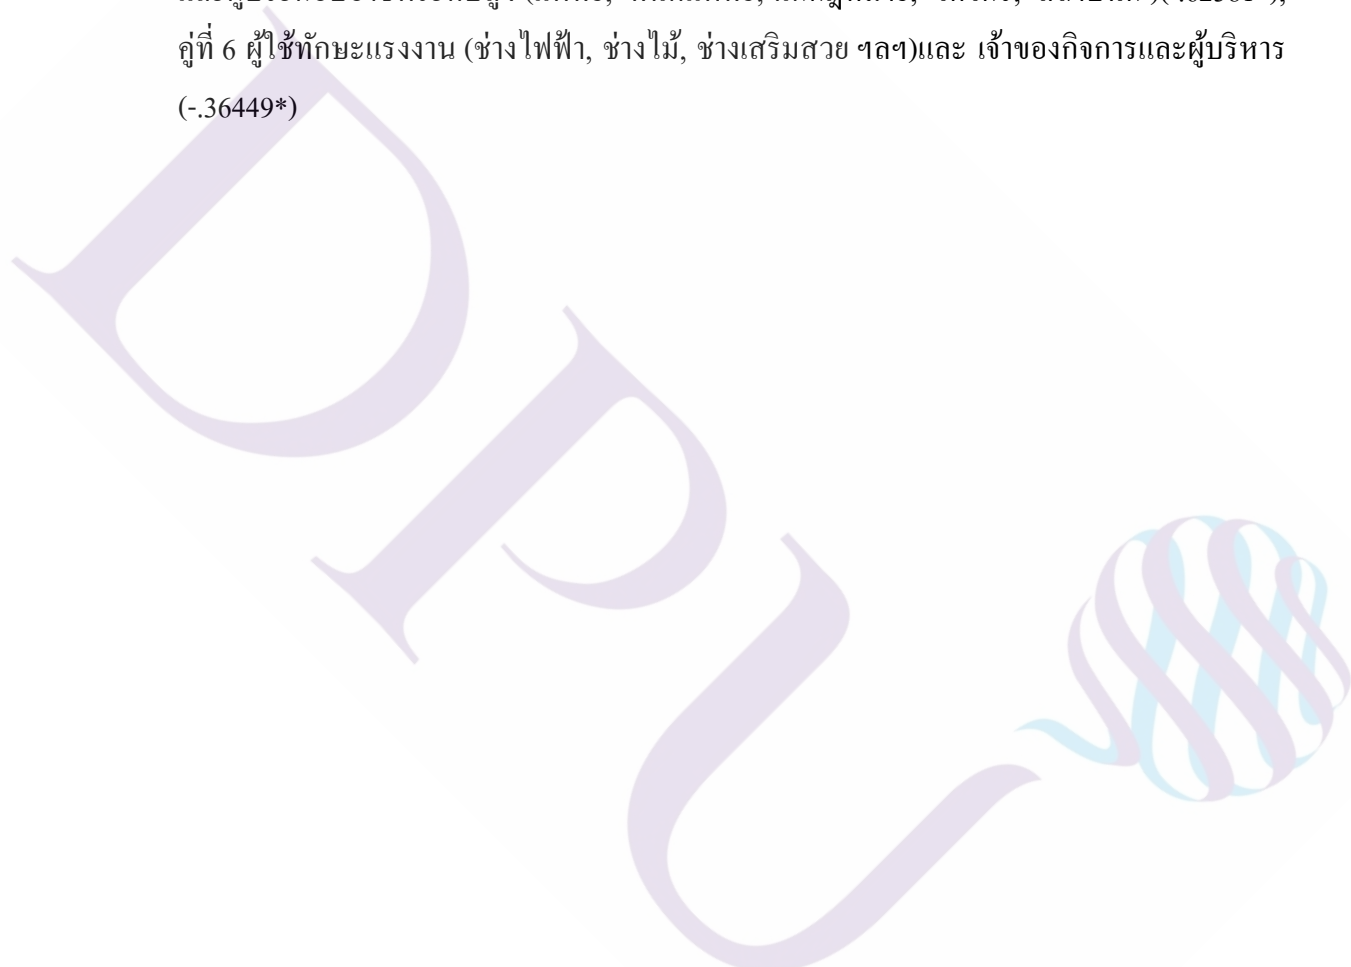 คู่ที่ 6 ผู้ใช้ทักษะแรงงาน (ช่างไฟฟ้า, ช่างไม้, ช่างเสริมสวย ฯลฯ)และ เจ้าของกิจการและผู้บริหาร
(-.36449*)
DPU